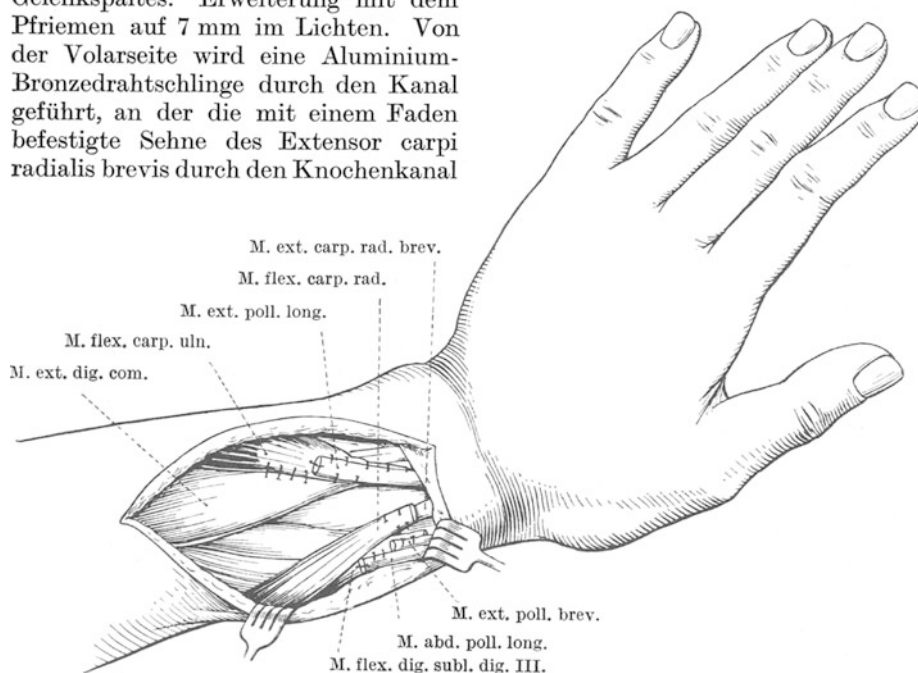 Gelenkspaltes. Erweiterung mit dem
Pfriemen auf 7 mm im Lichten. Von
der Volarseite wird eine Aluminium-
Bronzedrahtschlinge durch den Kanal
geführt, an der die mit einem Faden
befestigte Sehne des Extensor carpi
radialis brevis durch den Knochenkanal
M. ext. carp. rad. brev.
M. flex. carp. rad.
M. ext. poll. long.
M. flex. carp. uln.
M. ext. dig. com.
M. ext. poll. brev.
M. abd. poll. long.
M. flex. dig. subl. dig. III.